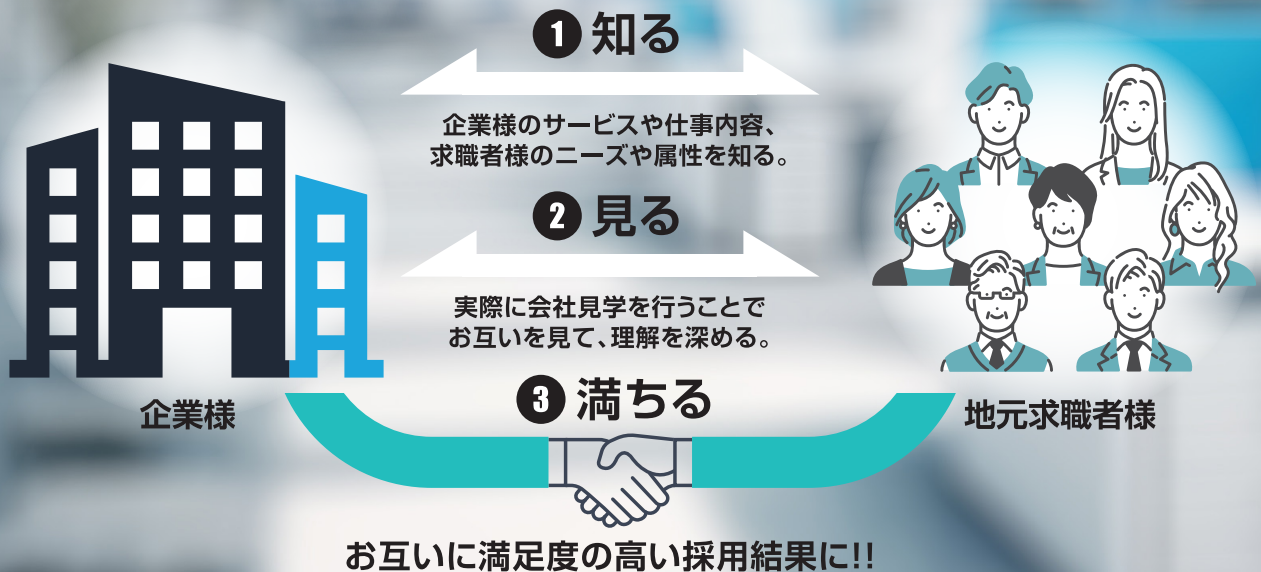 ❶ 知る
企業様のサービスや仕事内容、
求職者様のニーズや属性を知る。
❷ 見る
実際に会社見学を行うことで
お互いを見て、理解を深める。
❸ 満ちる
企業様
地元求職者様
お互いに満足度の高い採用結果に!!